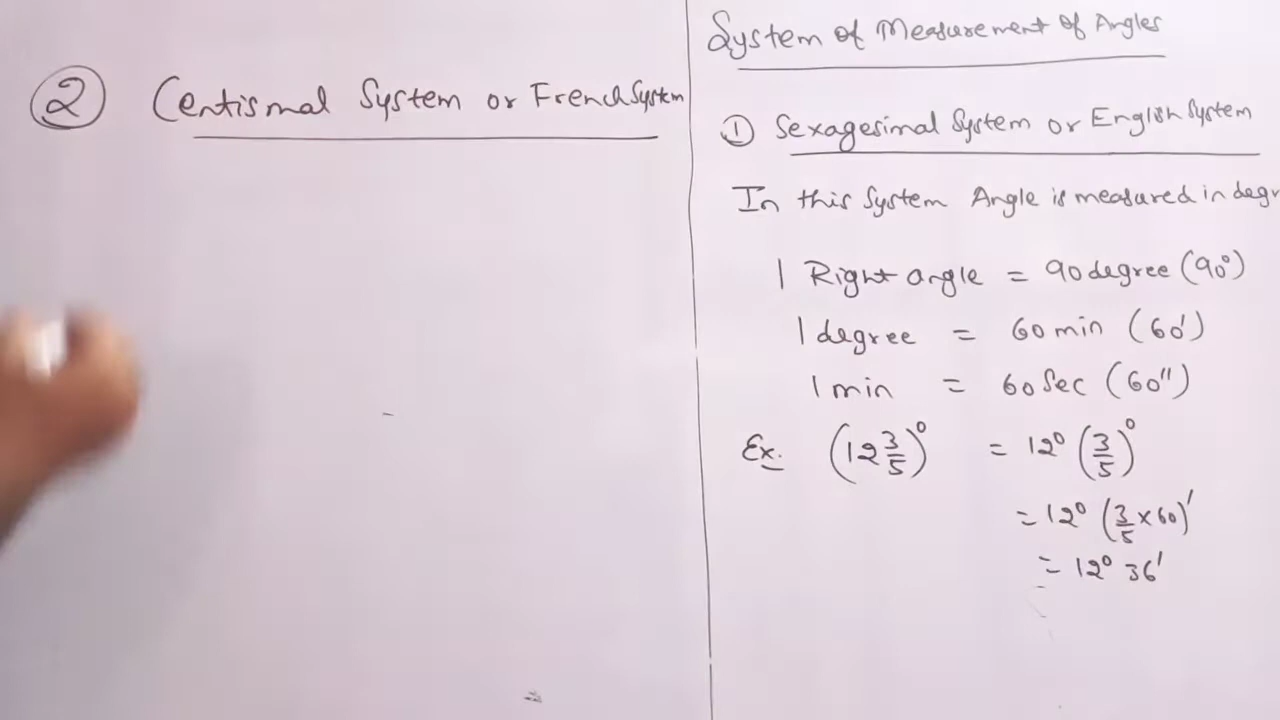 ② Centismal System or French System
System of Measurement of Angles
① Sexagesimal System or English System
In this System Angle is measured in degr
1 Right angle = 90 degree (90°)
1 degree = 60 min (60')
1 min = 60 Sec (60")
Ex. (12 3/5)° = 12° (3/5)°
= 12° (3/5 × 60)'
= 12° 36'